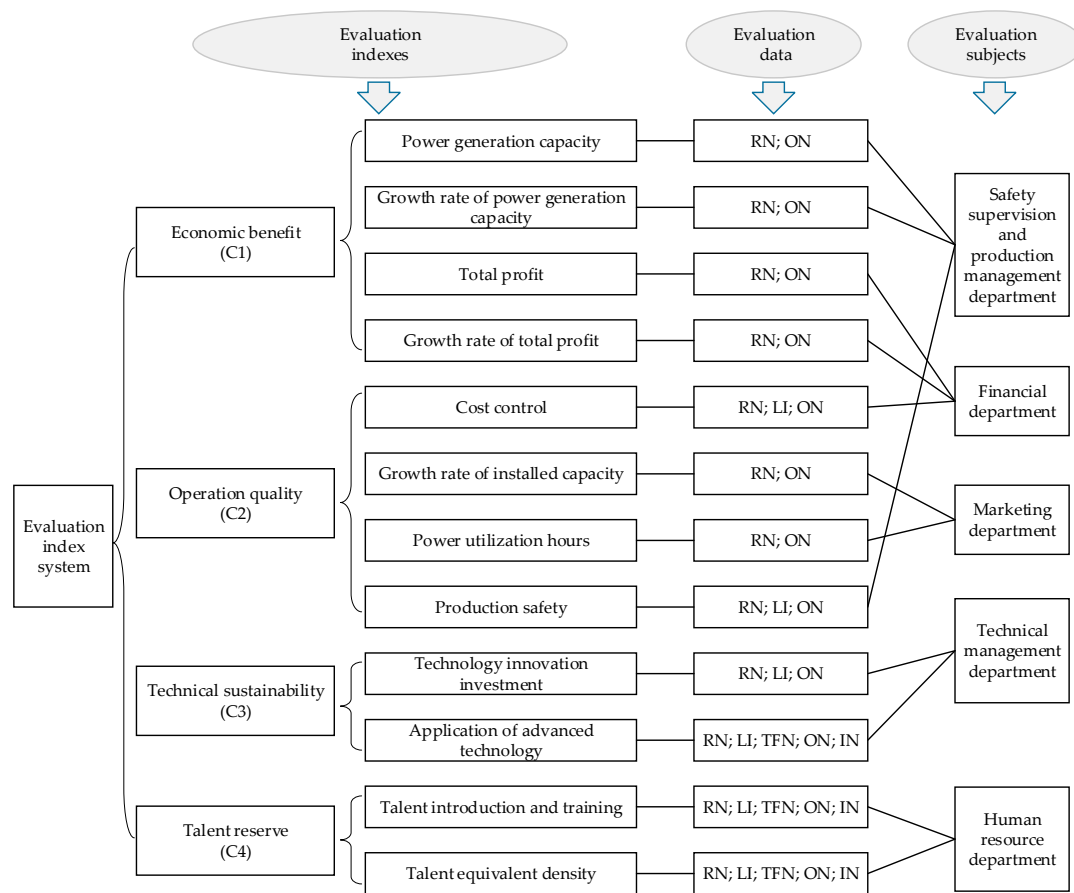 Evaluation
indexes
Evaluation
data
Evaluation
subjects
Evaluation
index
system
Economic benefit
(C1)
Operation quality
(C2)
Technical sustainability
(C3)
Talent reserve
(C4)
Power generation capacity
RN; ON
Growth rate of power generation
capacity
RN; ON
Total profit
RN; ON
Growth rate of total profit
RN; ON
Cost control
RN; LI; ON
Growth rate of installed capacity
RN; ON
Power utilization hours
RN; ON
Production safety
RN; LI; ON
Technology innovation
investment
RN; LI; ON
Application of advanced
technology
RN; LI; TFN; ON; IN
Talent introduction and training
RN; LI; TFN; ON; IN
Talent equivalent density
RN; LI; TFN; ON; IN
Safety
supervision
and
production
management
department
Financial
department
Marketing
department
Technical
management
department
Human
resource
department